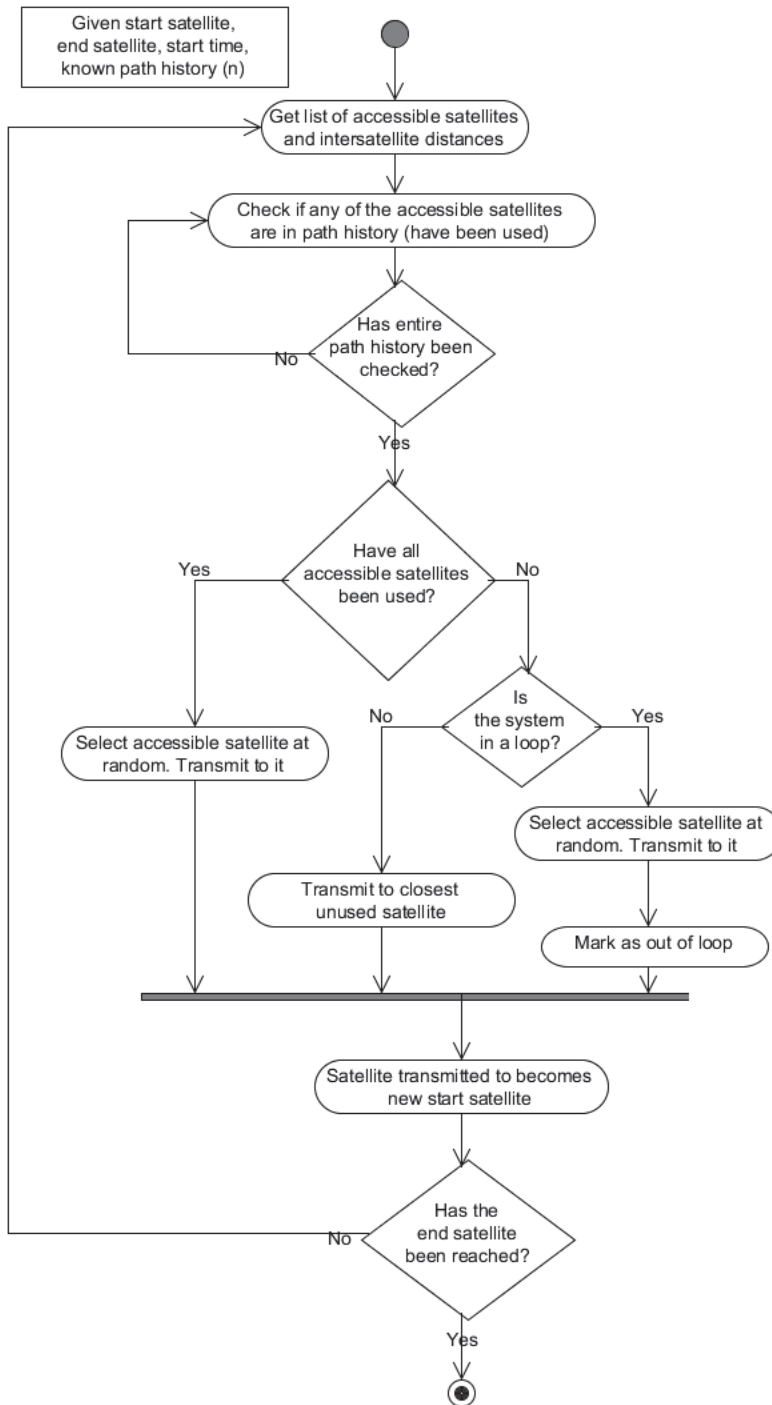 Given start satellite,
end satellite, start time,
known path history (n)
Get list of accessible satellites
and intersatellite distances
Check if any of the accessible satellites
are in path history (have been used)
Has entire
path history been
checked?
No
Yes
Have all
accessible satellites
been used?
Yes
No
Is
the system
in a loop?
No
Yes
Select accessible satellite at
random. Transmit to it
Select accessible satellite at
random. Transmit to it
Transmit to closest
unused satellite
Mark as out of loop
Satellite transmitted to becomes
new start satellite
Has the
end satellite
been reached?
No
Yes